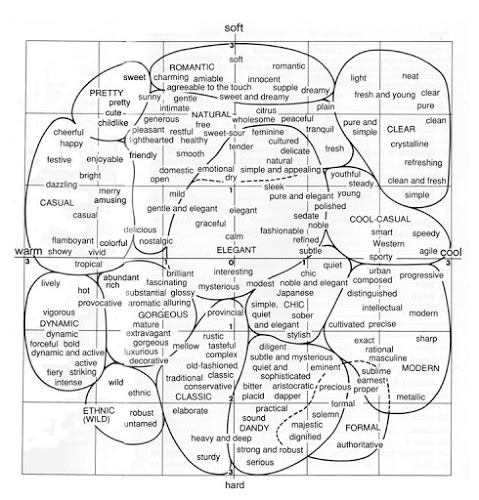 soft
3
soft
ROMANTIC romantic
sweet charming amiable innocent light neat
agreeable to the touch supple dreamy
PRETTY sunny gentle sweet and dreamy fresh and young clear
pretty intimate citrus plain pure
cute generous NATURAL wholesome peaceful
childlike free clean
cheerful pleasant restful sweet-sour feminine tranquil pure and simple CLEAR
happy lighthearted healthy cultured
tender delicate crystalline
festive enjoyable friendly smooth natural fresh
refreshing
bright domestic emotional simple and appealing youthful
dazzling dry steady clean and fresh
merry 1 sleek
CASUAL amusing mild pure and elegant young simple
polished
casual gentle and elegant elegant sedate COOL-CASUAL
graceful noble
delicious fashionable smart speedy
flamboyant colorful nostalgic calm refined Western
warm showy vivid ELEGANT subtle agile cool
sporty
3 tropical 0 quiet 3
brilliant interesting chic urban progressive
lively abundant fascinating noble and elegant composed
hot rich mysterious modest
substantial glossy Japanese distinguished
provocative aromatic alluring
vigorous GORGEOUS provincial simple, CHIC intellectual modern
DYNAMIC mature quiet sober
dynamic extravagant 1 and elegant cultivated precise
forceful bold gorgeous rustic stylish
dynamic and active luxurious mellow tasteful diligent exact sharp
active decorative complex subtle and mysterious rational
fiery striking old-fashioned quiet and eminent masculine
intense wild traditional classic sophisticated sublime MODERN
conservative bitter aristocratic precious earnest
ethnic CLASSIC 2 placid dapper proper
metallic
ETHNIC robust elaborate practical formal
(WILD) untamed sound solemn
DANDY majestic FORMAL
heavy and deep dignified authoritative
strong and robust
sturdy serious
3
hard